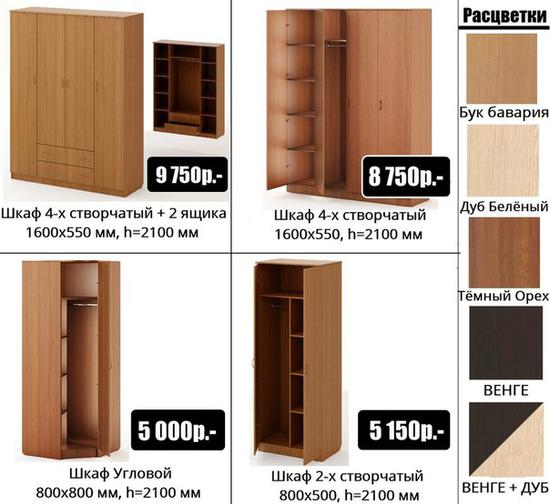 9 750р.-
Шкаф 4-х створчатый + 2 ящика
1600х550 мм, h=2100 мм
8 750р.-
Шкаф 4-х створчатый
1600х550, h=2100 мм
5 000р.-
Шкаф Угловой
800х800 мм, h=2100 мм
5 150р.-
Шкаф 2-х створчатый
800х500, h=2100 мм
Расцветки
Бук бавария
Дуб Белёный
Тёмный Орех
ВЕНГЕ
ВЕНГЕ + ДУБ